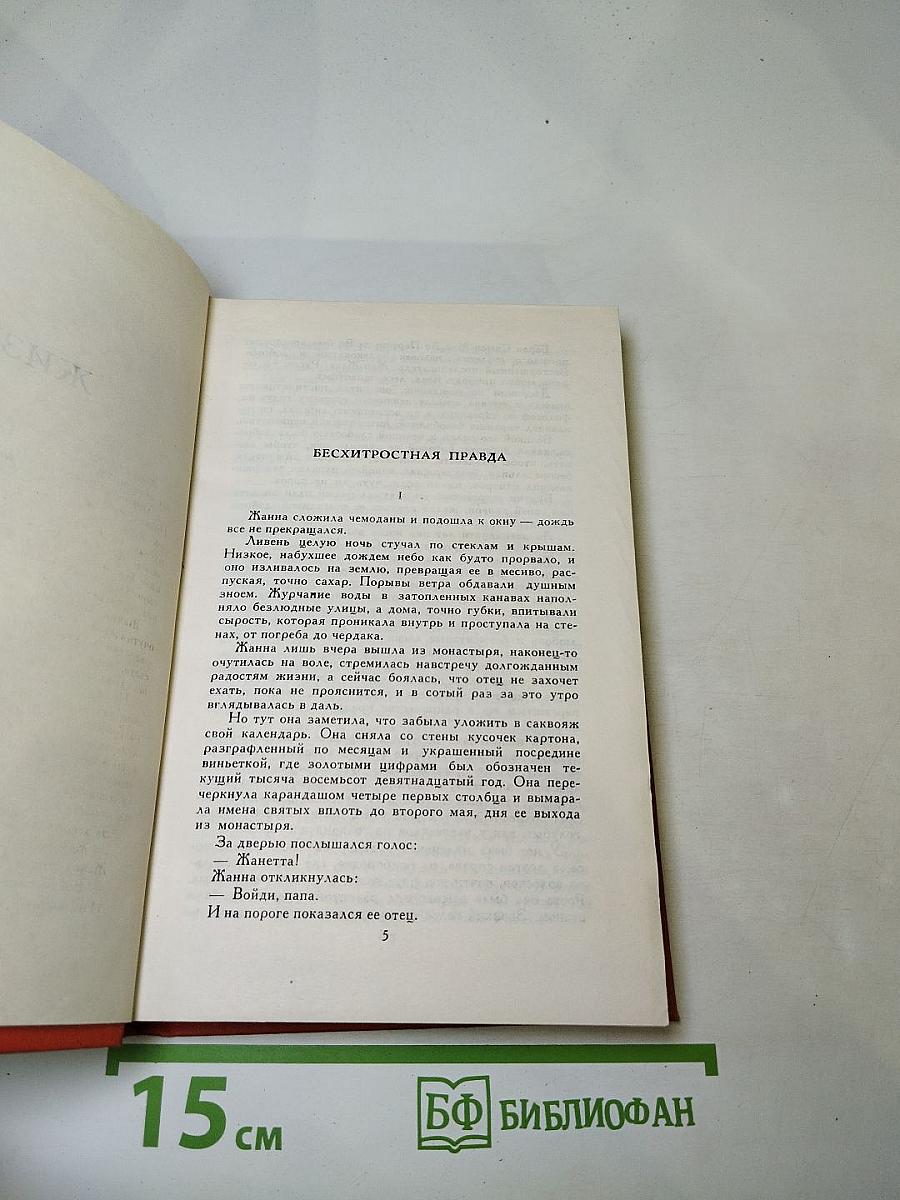 ЖИЗ
БЕСХИТРОСТНАЯ ПРАВДА
I
Жанна сложила чемоданы и подошла к окну — дождь
все не прекращался.
Ливень целую ночь стучал по стеклам и крышам.
Низкое, набухшее дождем небо как будто прорвало, и
оно изливалось на землю, превращая ее в месиво, рас-
пуская, точно сахар. Порывы ветра обдавали душным
зноем. Журчание воды в затопленных канавах напол-
няло безлюдные улицы, а дома, точно губки, впитывали
сырость, которая проникала внутрь и проступала на сте-
нах, от погреба до чердака.
Жанна лишь вчера вышла из монастыря, наконец-то
очутилась на воле, стремилась навстречу долгожданным
радостям жизни, а сейчас боялась, что отец не захочет
ехать, пока не прояснится, и в сотый раз за это утро
вглядывалась в даль.
Но тут она заметила, что забыла уложить в саквояж
свой календарь. Она сняла со стены кусочек картона,
разграфленный по месяцам и украшенный посредине
виньеткой, где золотыми цифрами был обозначен те-
кущий тысяча восемьсот девятнадцатый год. Она пере-
черкнула карандашом четыре первых столбца и вымара-
ла имена святых вплоть до второго мая, дня ее выхода
из монастыря.
За дверью послышался голос:
— Жанетта!
Жанна откликнулась:
— Войди, папа.
И на пороге показался ее отец.
5
15 см
БФ БИБЛИОФАН